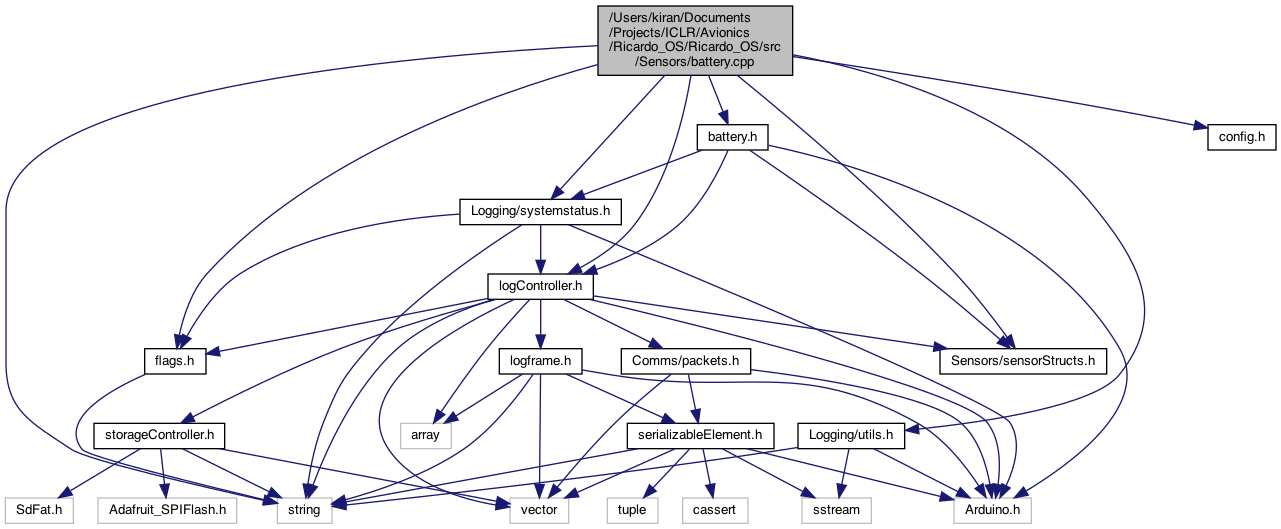 /Users/kiran/Documents
/Projects/ICLR/Avionics
/Ricardo_OS/Ricardo_OS/src
/Sensors/battery.cpp
battery.h
config.h
Logging/systemstatus.h
logController.h
flags.h
logframe.h
Comms/packets.h
Sensors/sensorStructs.h
storageController.h
array
serializableElement.h
Logging/utils.h
SdFat.h
Adafruit_SPIFlash.h
string
vector
tuple
cassert
sstream
Arduino.h